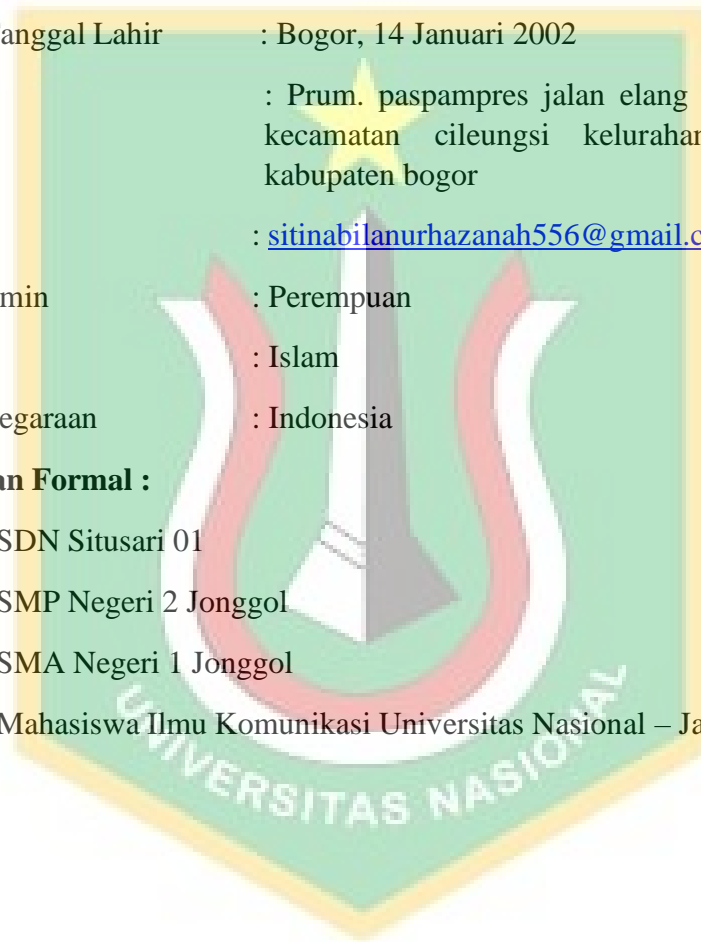 anggal Lahir : Bogor, 14 Januari 2002
: Prum. paspampres jalan elang
kecamatan cileungsi kelurahan
kabupaten bogor
: sitinabilanurhazanah556@gmail.c
min : Perempuan
: Islam
egaraan : Indonesia
an Formal :
SDN Situsari 01
SMP Negeri 2 Jonggol
SMA Negeri 1 Jonggol
Mahasiswa Ilmu Komunikasi Universitas Nasional – Ja
UNIVERSITAS NASIONAL